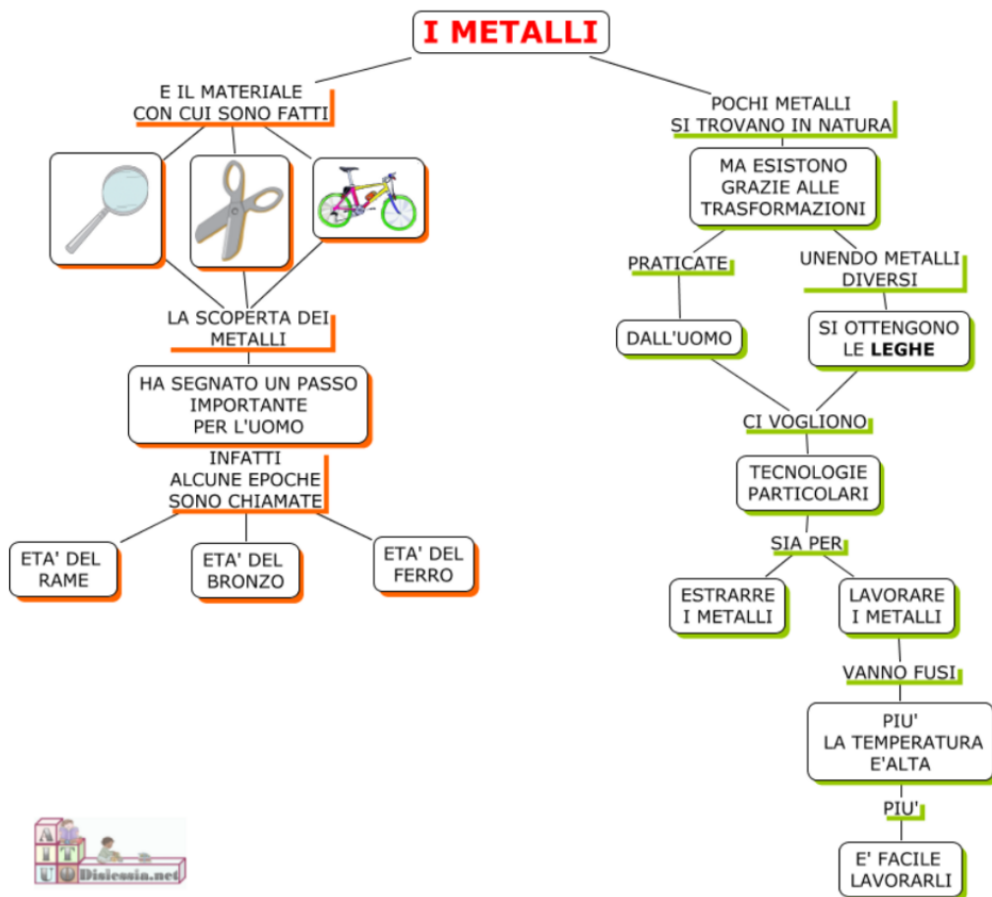 I METALLI
E IL MATERIALE
CON CUI SONO FATTI
LA SCOPERTA DEI
METALLI
HA SEGNATO UN PASSO
IMPORTANTE
PER L'UOMO
INFATTI
ALCUNE EPOCHE
SONO CHIAMATE
ETA' DEL
RAME
ETA' DEL
BRONZO
ETA' DEL
FERRO
POCHI METALLI
SI TROVANO IN NATURA
MA ESISTONO
GRAZIE ALLE
TRASFORMAZIONI
PRATICATE
DALL'UOMO
UNENDO METALLI
DIVERSI
SI OTTENGONO
LE LEGHE
CI VOGLIONO
TECNOLOGIE
PARTICOLARI
SIA PER
ESTRARRE
I METALLI
LAVORARE
I METALLI
VANNO FUSI
PIU'
LA TEMPERATURA
E'ALTA
PIU'
E' FACILE
LAVORARLI
AIUTO
Dislessia.net